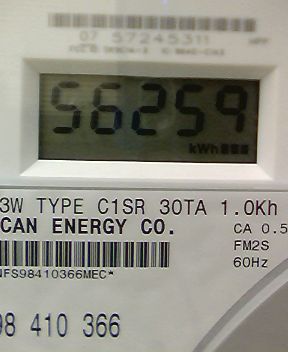 07 57245311
56259
kWh
3W TYPE C1SR 30TA 1.0Kh
CAN ENERGY CO.
CA 0.5
FM2S
60Hz
NFS98410366MEC*
98 410 366